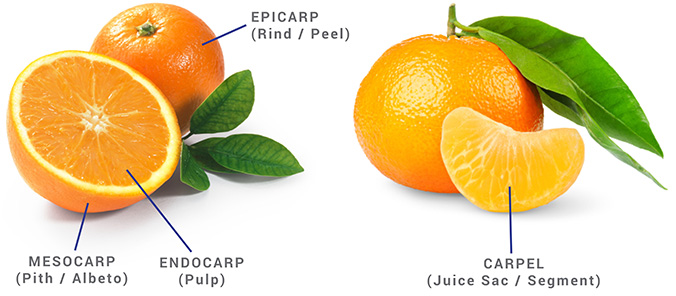 EPICARP
(Rind / Peel)
MESOCARP
(Pith / Albeto)
ENDOCARP
(Pulp)
CARPEL
(Juice Sac / Segment)